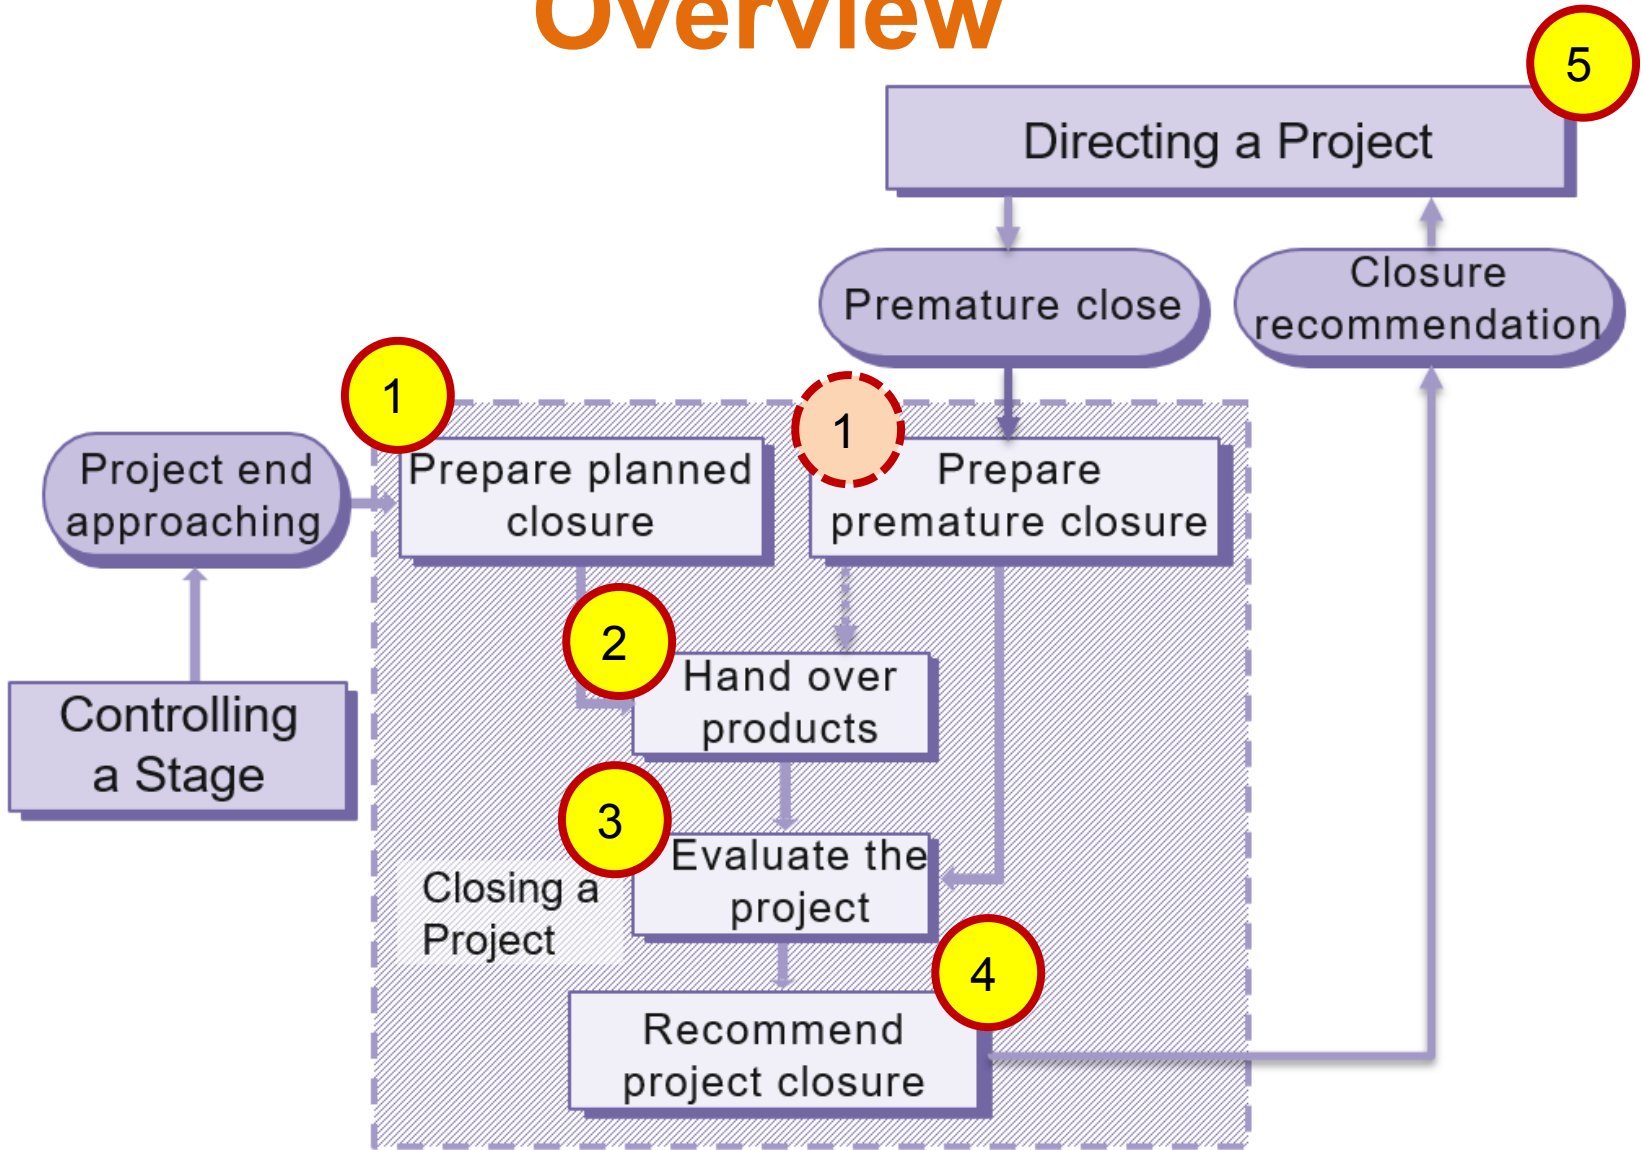 Overview
5
Directing a Project
Premature close
Closure
recommendation
1
1
Project end
approaching
Prepare planned
closure
Prepare
premature closure
2
Hand over
products
Controlling
a Stage
3
Evaluate the
project
Closing a
Project
4
Recommend
project closure